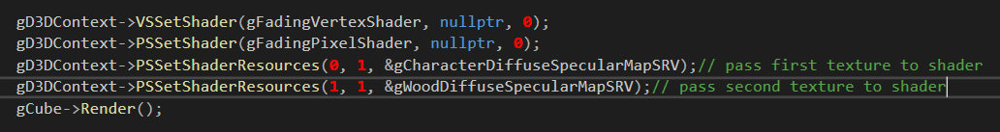 gD3DContext->VSSetShader(gFadingVertexShader, nullptr, 0);
gD3DContext->PSSetShader(gFadingPixelShader, nullptr, 0);
gD3DContext->PSSetShaderResources(0, 1, &gCharacterDiffuseSpecularMapSRV);// pass first texture to shader
gD3DContext->PSSetShaderResources(1, 1, &gWoodDiffuseSpecularMapSRV);// pass second texture to shader
gCube->Render();